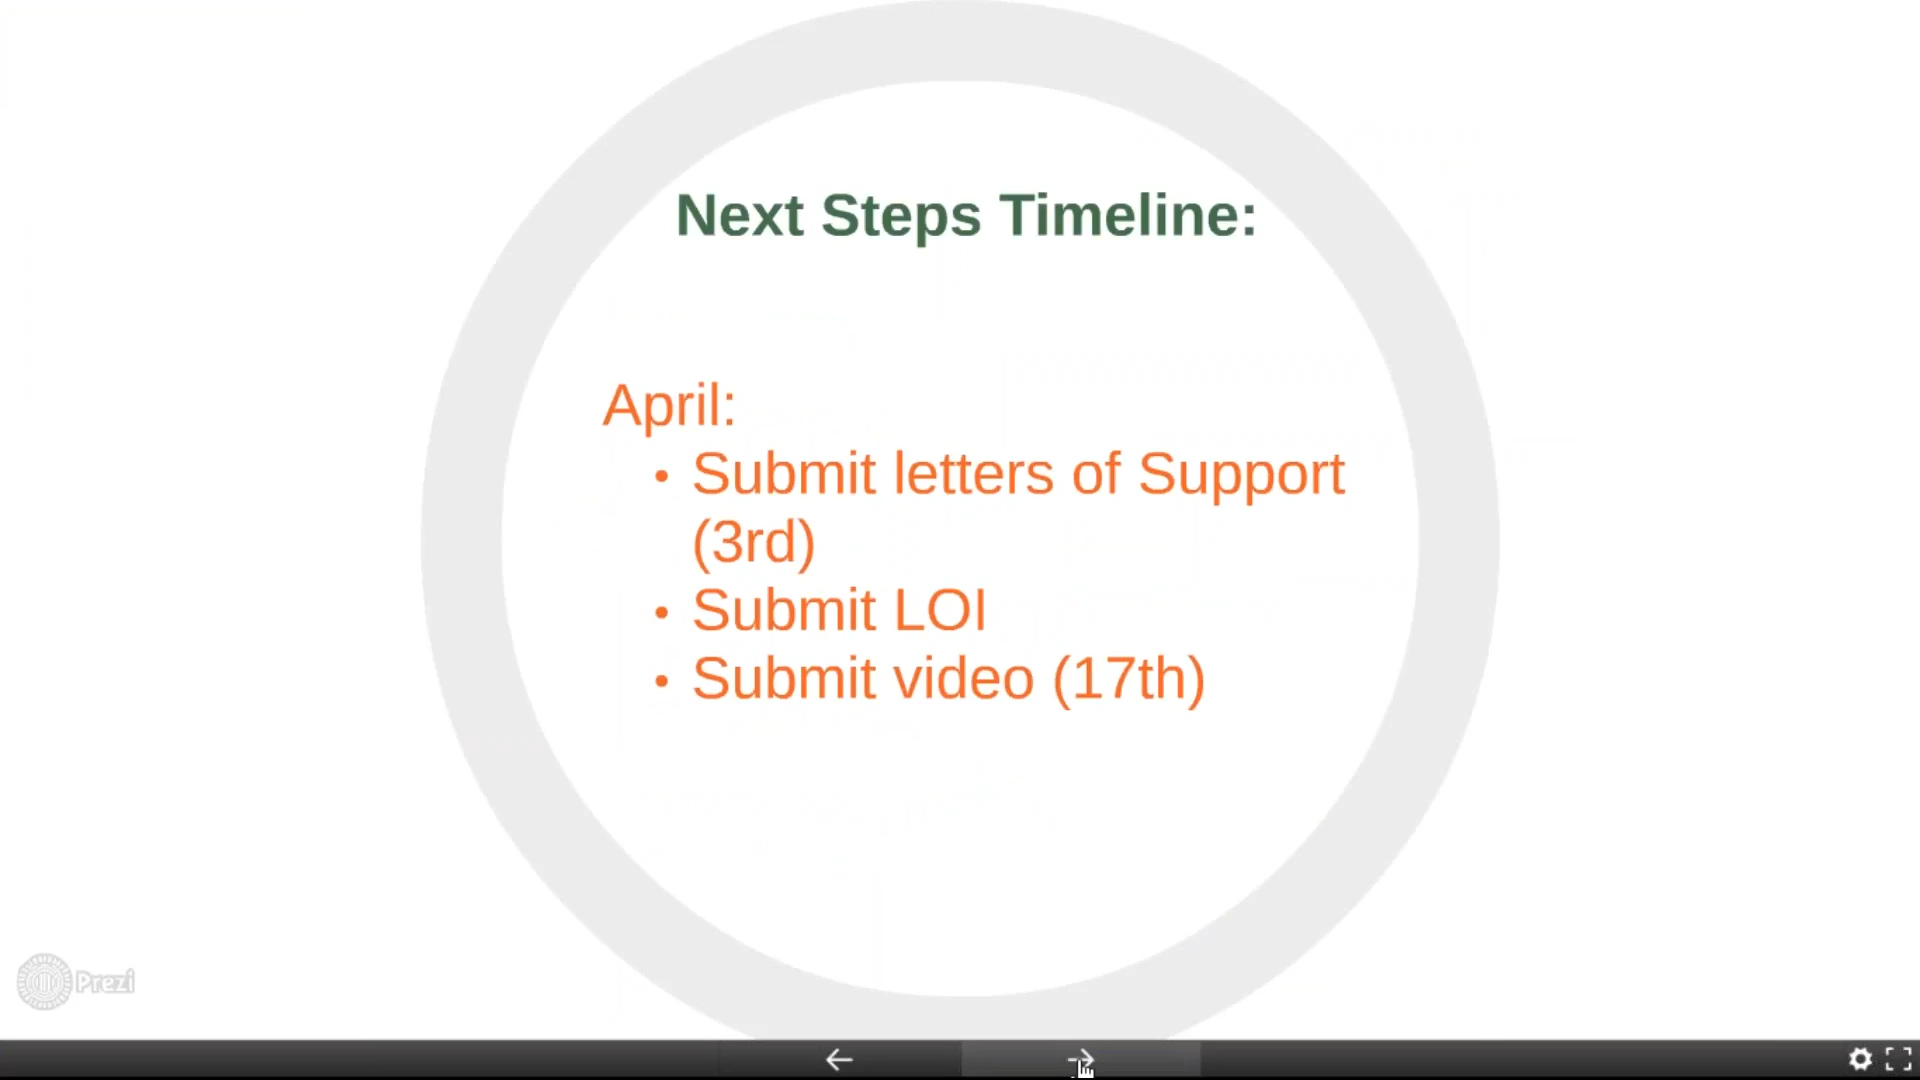 Next Steps Timeline:
April:
• Submit letters of Support
(3rd)
• Submit LOI
• Submit video (17th)
Prezi